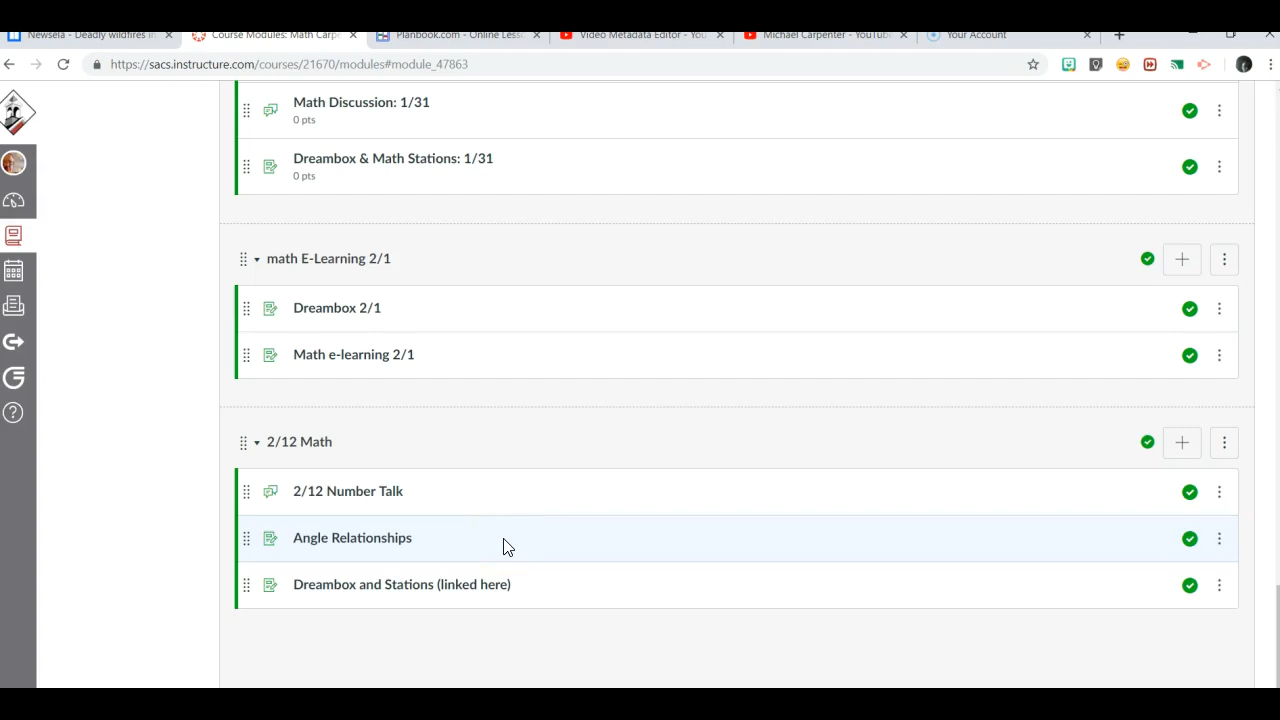 Newsela - Deadly wildfires in
Course Modules: Math Carpe
Planbook.com - Online Lesso
Video Metadata Editor - You
Michael Carpenter - YouTube
Your Account
https://sacs.instructure.com/courses/21670/modules#module_47863
Math Discussion: 1/31
0 pts
Dreambox & Math Stations: 1/31
0 pts
math E-Learning 2/1
Dreambox 2/1
Math e-learning 2/1
2/12 Math
2/12 Number Talk
Angle Relationships
Dreambox and Stations (linked here)